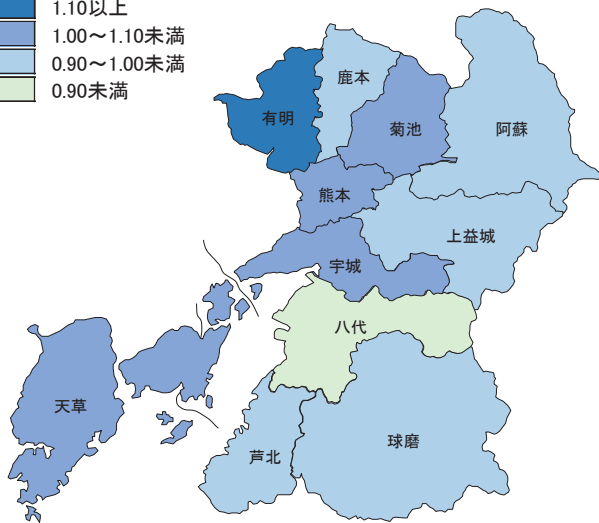 1.10以上
1.00～1.10未満
0.90～1.00未満
0.90未満
鹿本
有明
菊池
阿蘇
熊本
上益城
宇城
八代
天草
芦北
球磨